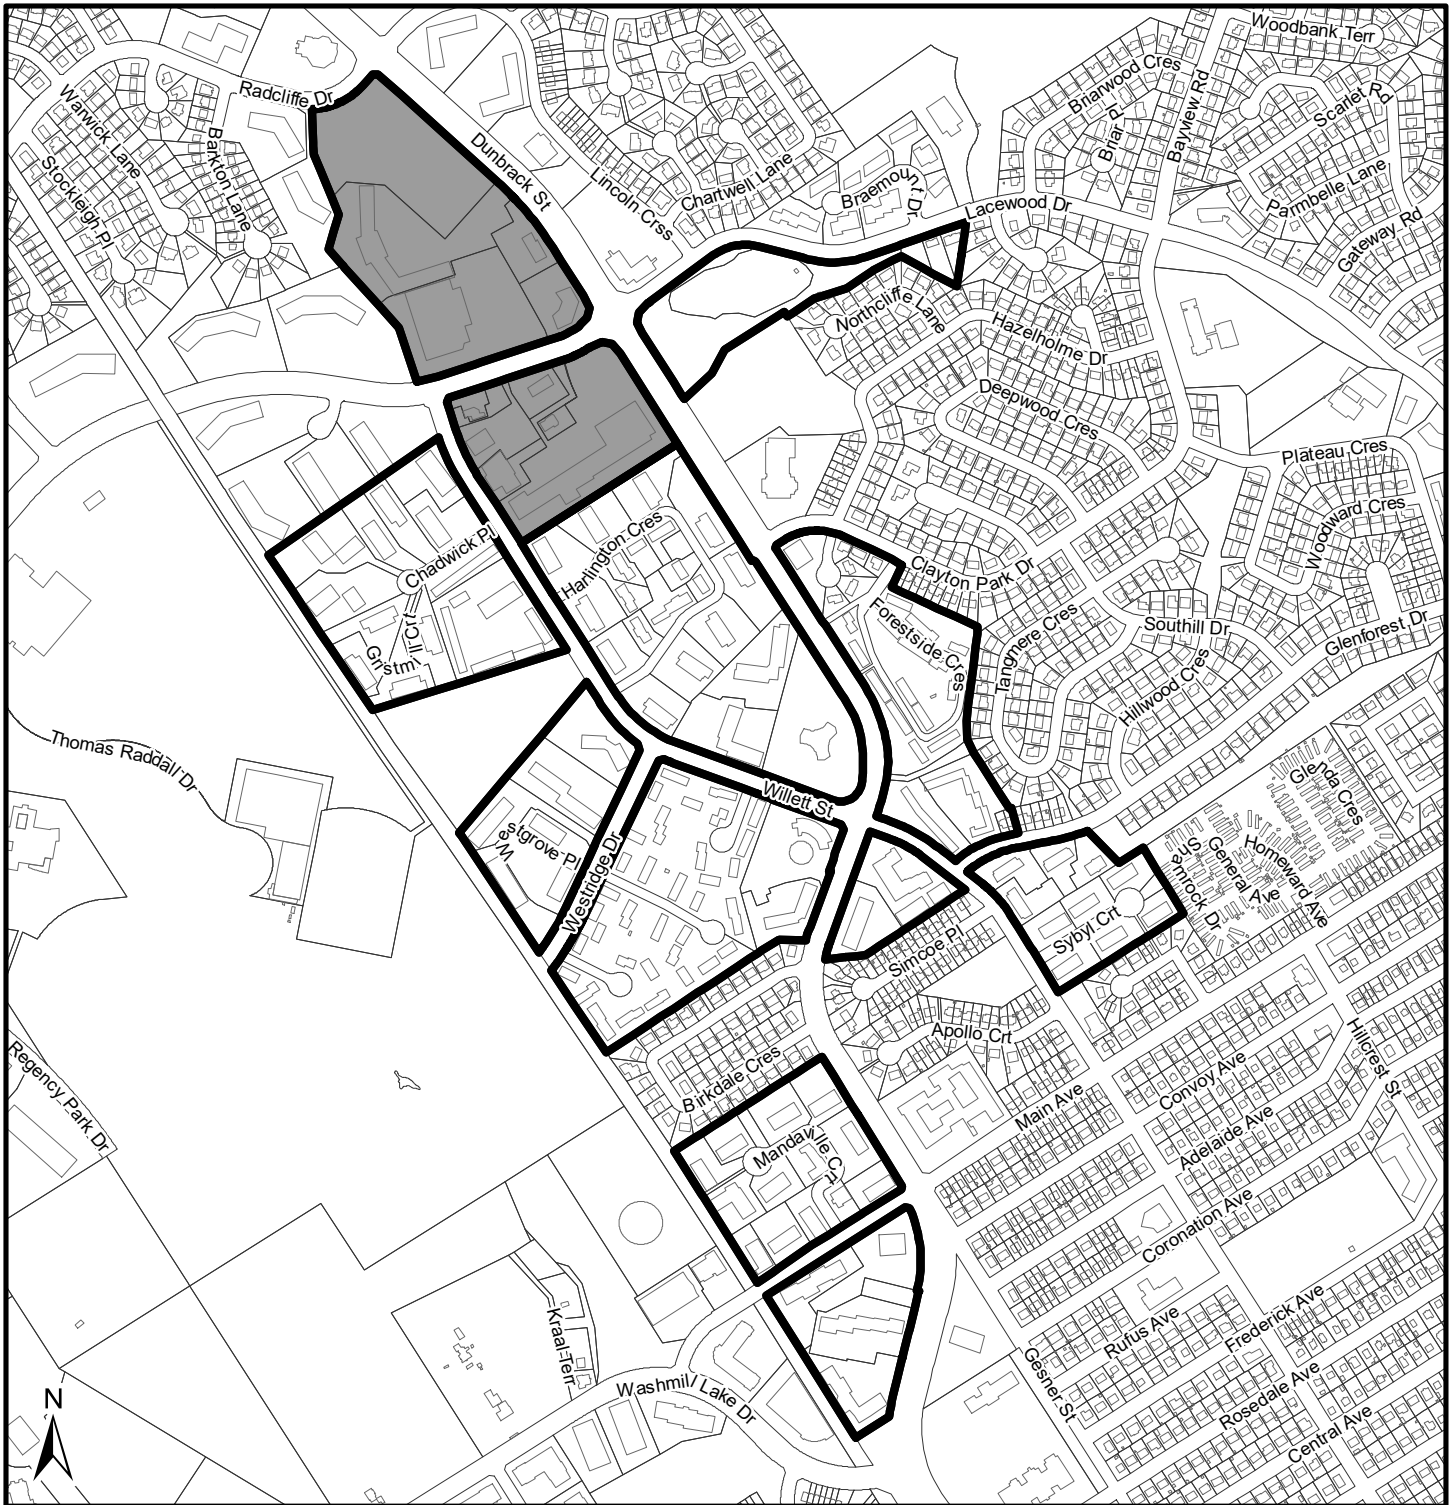 Woodbank Terr
Radcliffe Dr
Briarwood Cres
Bayview Rd
Scarlet Rd
Warwick Lane
Barkton Lane
Stockleigh Pl
Dunbrack St
Lincoln Crss
Chartwell Lane
Briar Pl
Braemount Dr
Lacewood Dr
Parmbelle Lane
Gateway Rd
Northcliffe Lane
Hazelholme Dr
Deepwood Cres
Plateau Cres
Woodward Cres
Chadwick Pl
Harlington Cres
Clayton Park Dr
Forestside Cres
Tangmere Cres
Southill Dr
Glenforest Dr
Gristmill Crt
Hillwood Cres
Thomas Raddall Dr
Willett St
Glenda Cres
Westgrove Pl
Westridge Dr
Shamrock Dr
General Ave
Homeward Ave
Sybyl Crt
Simcoe Pl
Apollo Crt
Birkdale Cres
Regency Park Dr
Hillcrest St
Convoy Ave
Main Ave
Adelaide Ave
Mandaville Crt
Coronation Ave
Kraal Terr
Frederick Ave
Rufus Ave
Gesner St
Rosedale Ave
Washmill Lake Dr
Central Ave
N